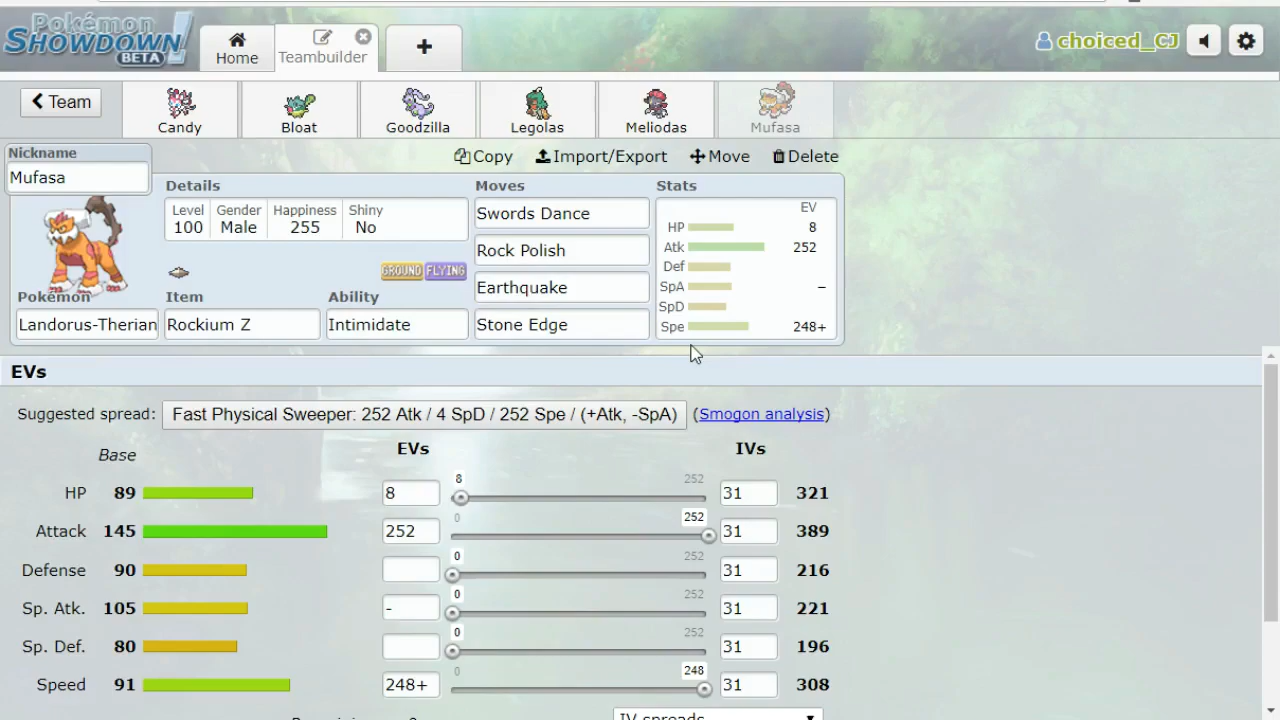 Pokémon
SHOWDOWN!
BETA
Home
Teambuilder
+
choiced_CJ
Team
Candy
Bloat
Goodzilla
Legolas
Meliodas
Mufasa
Nickname
Mufasa
Copy
Import/Export
Move
Delete
Details
Moves
Stats
Level
Gender
Happiness
Shiny
100
Male
255
No
Swords Dance
Rock Polish
Earthquake
Stone Edge
EV
HP 8
Atk 252
Def
SpA –
SpD
Spe 248+
GROUND FLYING
Pokémon
Item
Ability
Landorus-Therian
Rockium Z
Intimidate
EVs
Suggested spread: Fast Physical Sweeper: 252 Atk / 4 SpD / 252 Spe / (+Atk, -SpA) (Smogon analysis)
Base
EVs
IVs
HP 89 8 8 252 31 321
Attack 145 252 0 252 31 389
Defense 90 0 252 31 216
Sp. Atk. 105 - 0 252 31 221
Sp. Def. 80 0 252 31 196
Speed 91 248+ 0 248 31 308
IV spreads